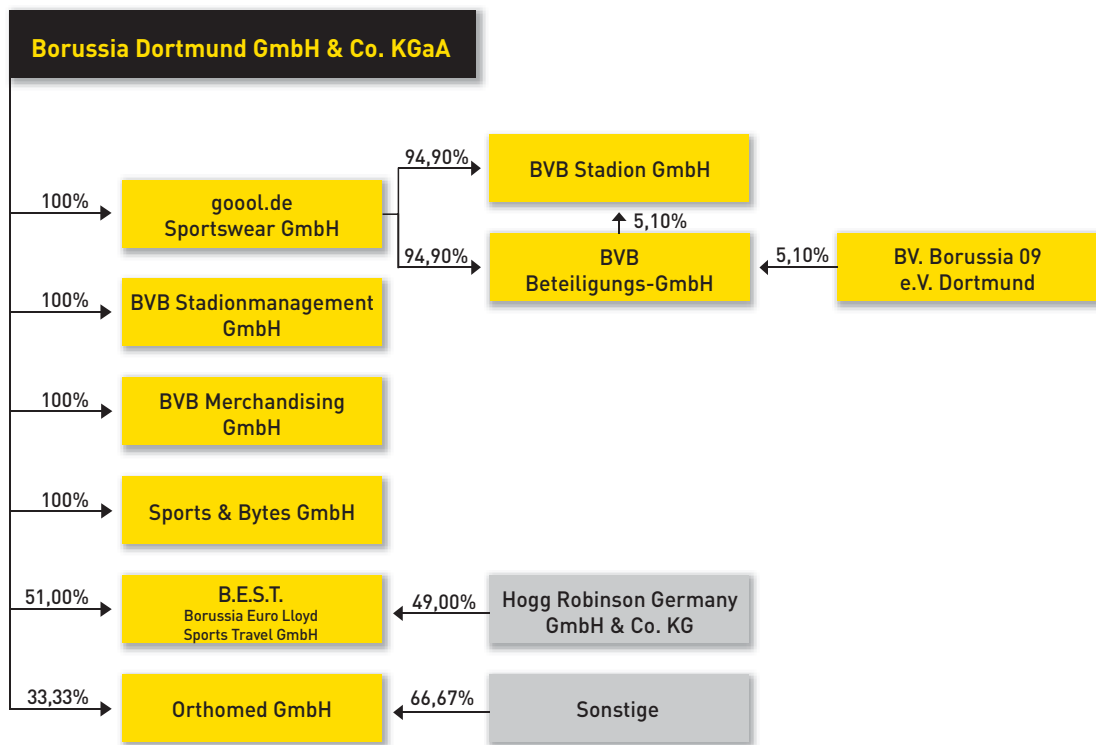 Borussia Dortmund GmbH & Co. KGaA
100%
goool.de
Sportswear GmbH
94,90%
BVB Stadion GmbH
5,10%
94,90%
BVB
Beteiligungs-GmbH
5,10%
BV. Borussia 09
e.V. Dortmund
100%
BVB Stadionmanagement
GmbH
100%
BVB Merchandising
GmbH
100%
Sports & Bytes GmbH
51,00%
B.E.S.T.
Borussia Euro Lloyd
Sports Travel GmbH
49,00%
Hogg Robinson Germany
GmbH & Co. KG
33,33%
Orthomed GmbH
66,67%
Sonstige